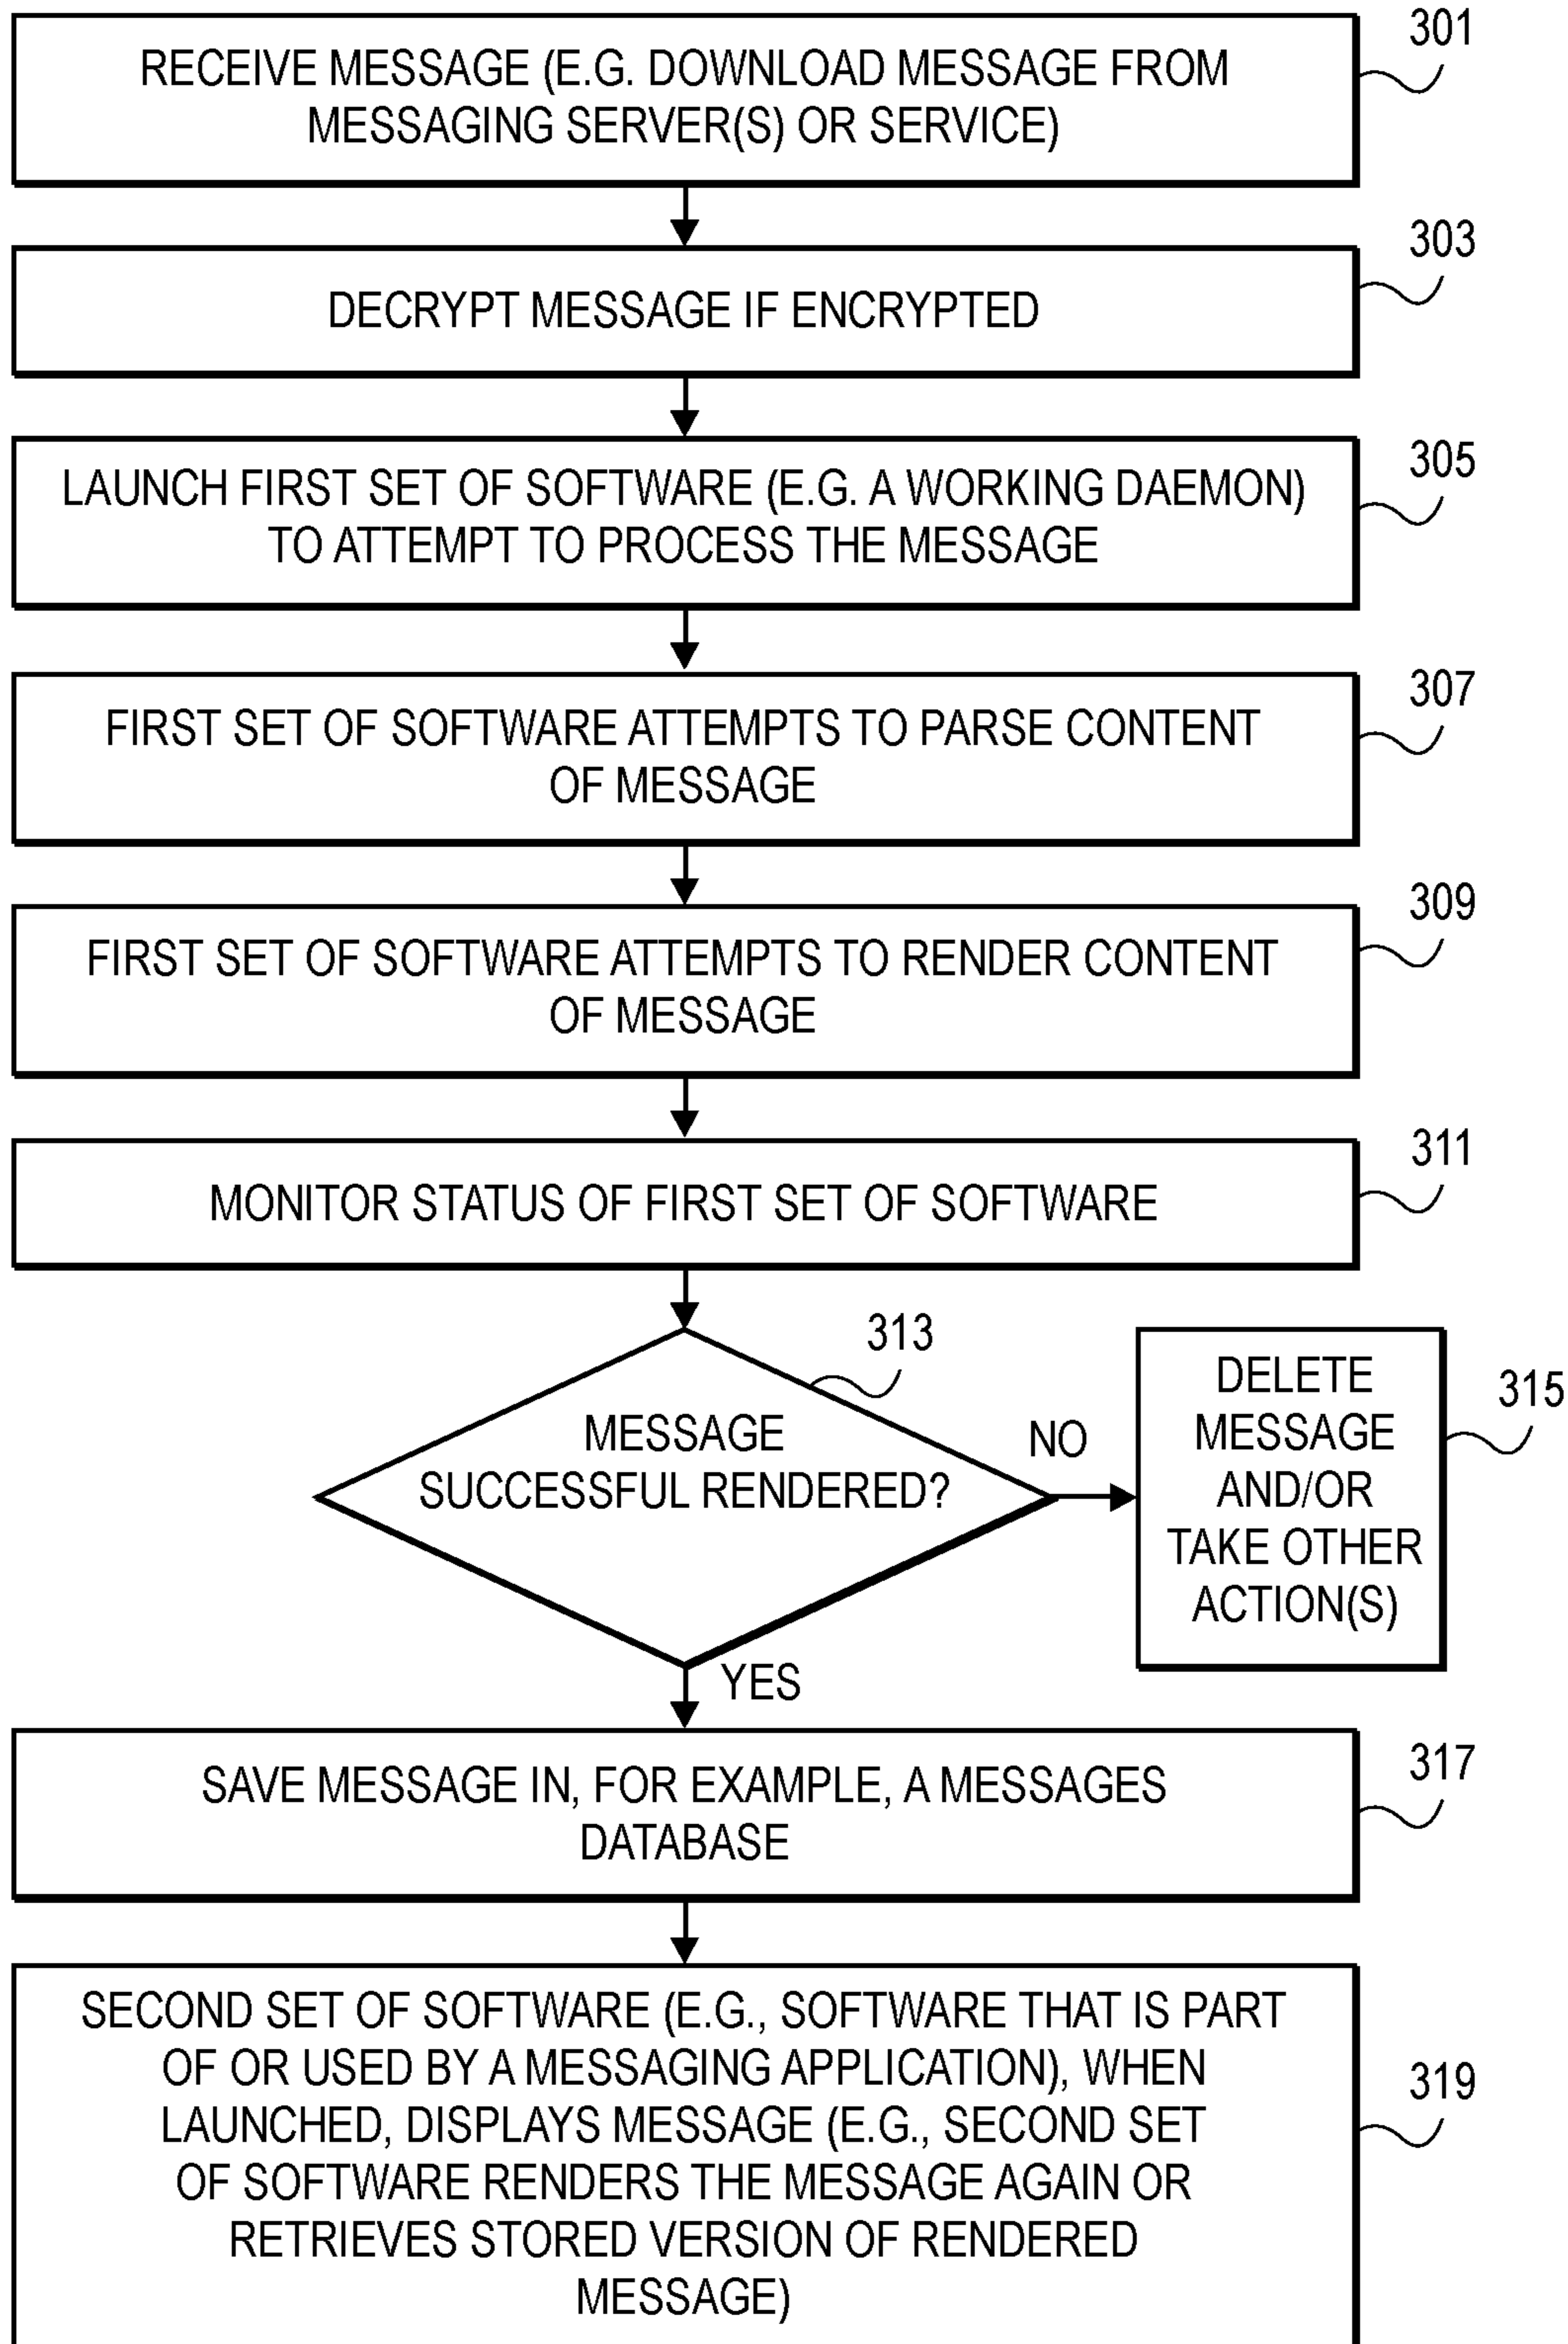 301
RECEIVE MESSAGE (E.G. DOWNLOAD MESSAGE FROM
MESSAGING SERVER(S) OR SERVICE)
303
DECRYPT MESSAGE IF ENCRYPTED
305
LAUNCH FIRST SET OF SOFTWARE (E.G. A WORKING DAEMON)
TO ATTEMPT TO PROCESS THE MESSAGE
307
FIRST SET OF SOFTWARE ATTEMPTS TO PARSE CONTENT
OF MESSAGE
309
FIRST SET OF SOFTWARE ATTEMPTS TO RENDER CONTENT
OF MESSAGE
311
MONITOR STATUS OF FIRST SET OF SOFTWARE
313
MESSAGE
SUCCESSFUL RENDERED?
NO
315
DELETE
MESSAGE
AND/OR
TAKE OTHER
ACTION(S)
YES
317
SAVE MESSAGE IN, FOR EXAMPLE, A MESSAGES
DATABASE
319
SECOND SET OF SOFTWARE (E.G., SOFTWARE THAT IS PART
OF OR USED BY A MESSAGING APPLICATION), WHEN
LAUNCHED, DISPLAYS MESSAGE (E.G., SECOND SET
OF SOFTWARE RENDERS THE MESSAGE AGAIN OR
RETRIEVES STORED VERSION OF RENDERED
MESSAGE)